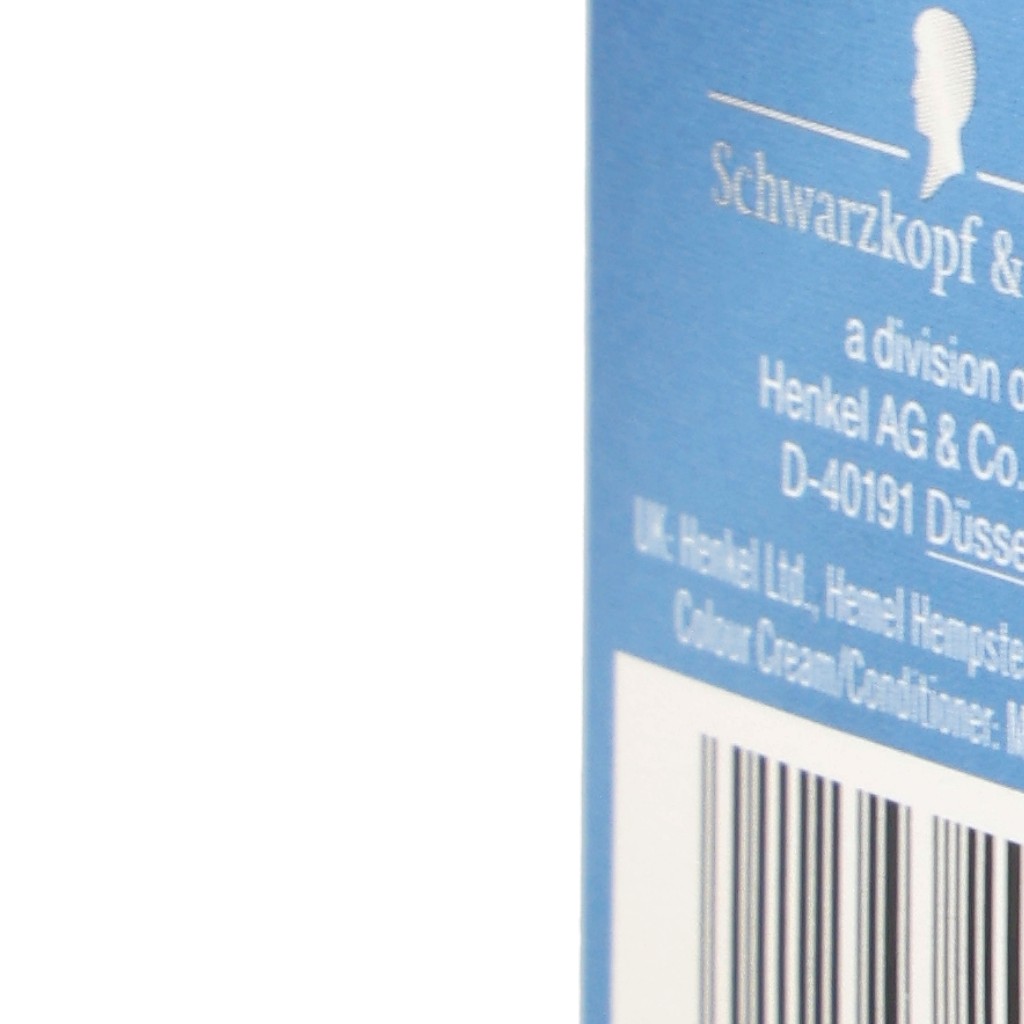 Schwarzkopf &
a division o
Henkel AG & Co.
D-40191 Düsse
UK: Henkel Ltd., Hemel Hempste
Colour Cream/Conditioner: M